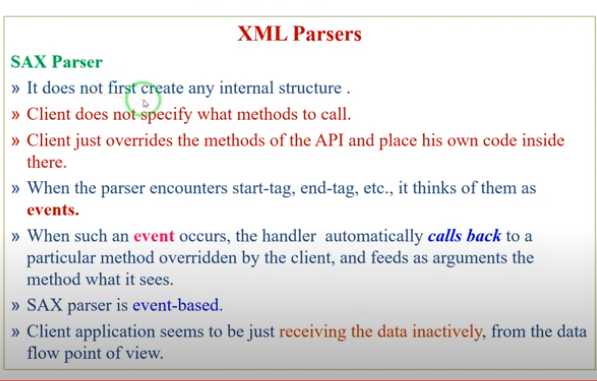 XML Parsers
SAX Parser
» It does not first create any internal structure .
» Client does not specify what methods to call.
» Client just overrides the methods of the API and place his own code inside
there.
» When the parser encounters start-tag, end-tag, etc., it thinks of them as
events.
» When such an event occurs, the handler automatically calls back to a
particular method overridden by the client, and feeds as arguments the
method what it sees.
» SAX parser is event-based.
» Client application seems to be just receiving the data inactively, from the data
flow point of view.